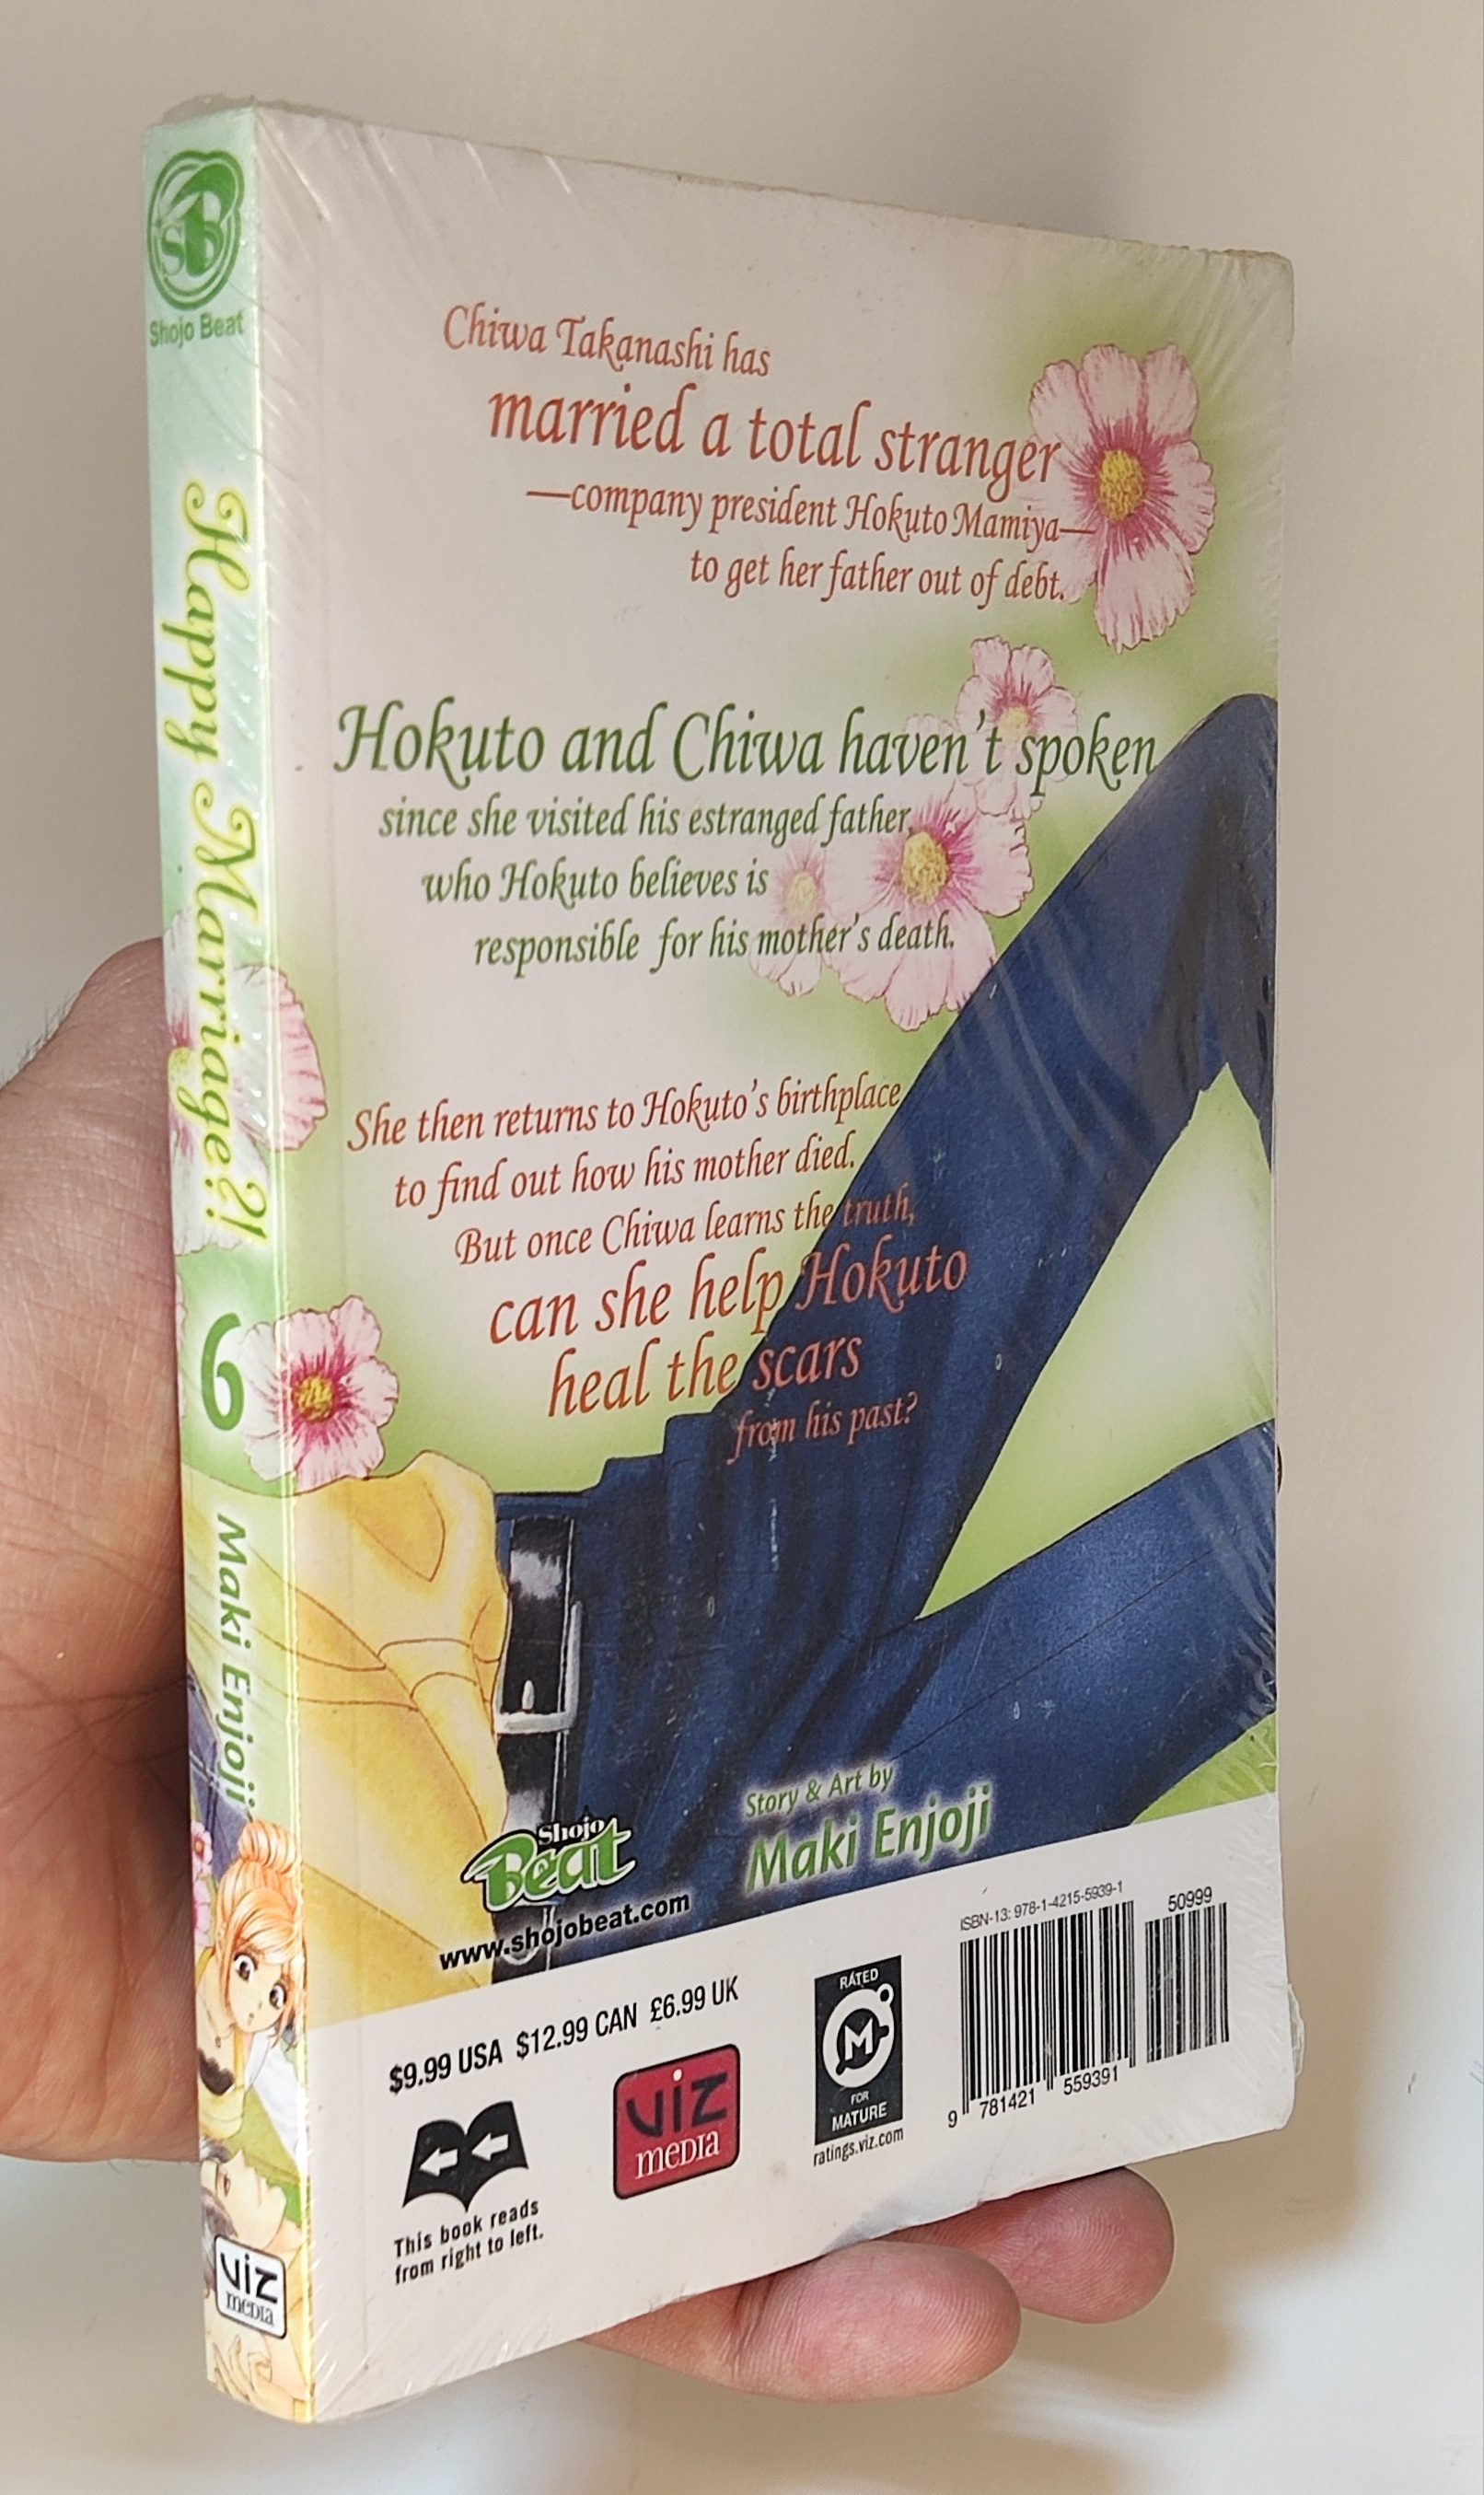 SB
Shojo Beat
Happy Marriage?!
6
Maki Enjoji
VIZ
MEDIA
Chiwa Takanashi has
married a total stranger
—company president Hokuto Mamiya—
to get her father out of debt.
Hokuto and Chiwa haven't spoken
since she visited his estranged father,
who Hokuto believes is
responsible for his mother's death.
She then returns to Hokuto's birthplace
to find out how his mother died.
But once Chiwa learns the truth,
can she help Hokuto
heal the scars
from his past?
Shojo
Beat
www.shojobeat.com
Story & Art by
Maki Enjoji
$9.99 USA $12.99 CAN £6.99 UK
This book reads
from right to left.
VIZ
MEDIA
RATED
M
FOR
MATURE
ratings.viz.com
ISBN-13: 978-1-4215-5939-1
50999
9 781421 559391